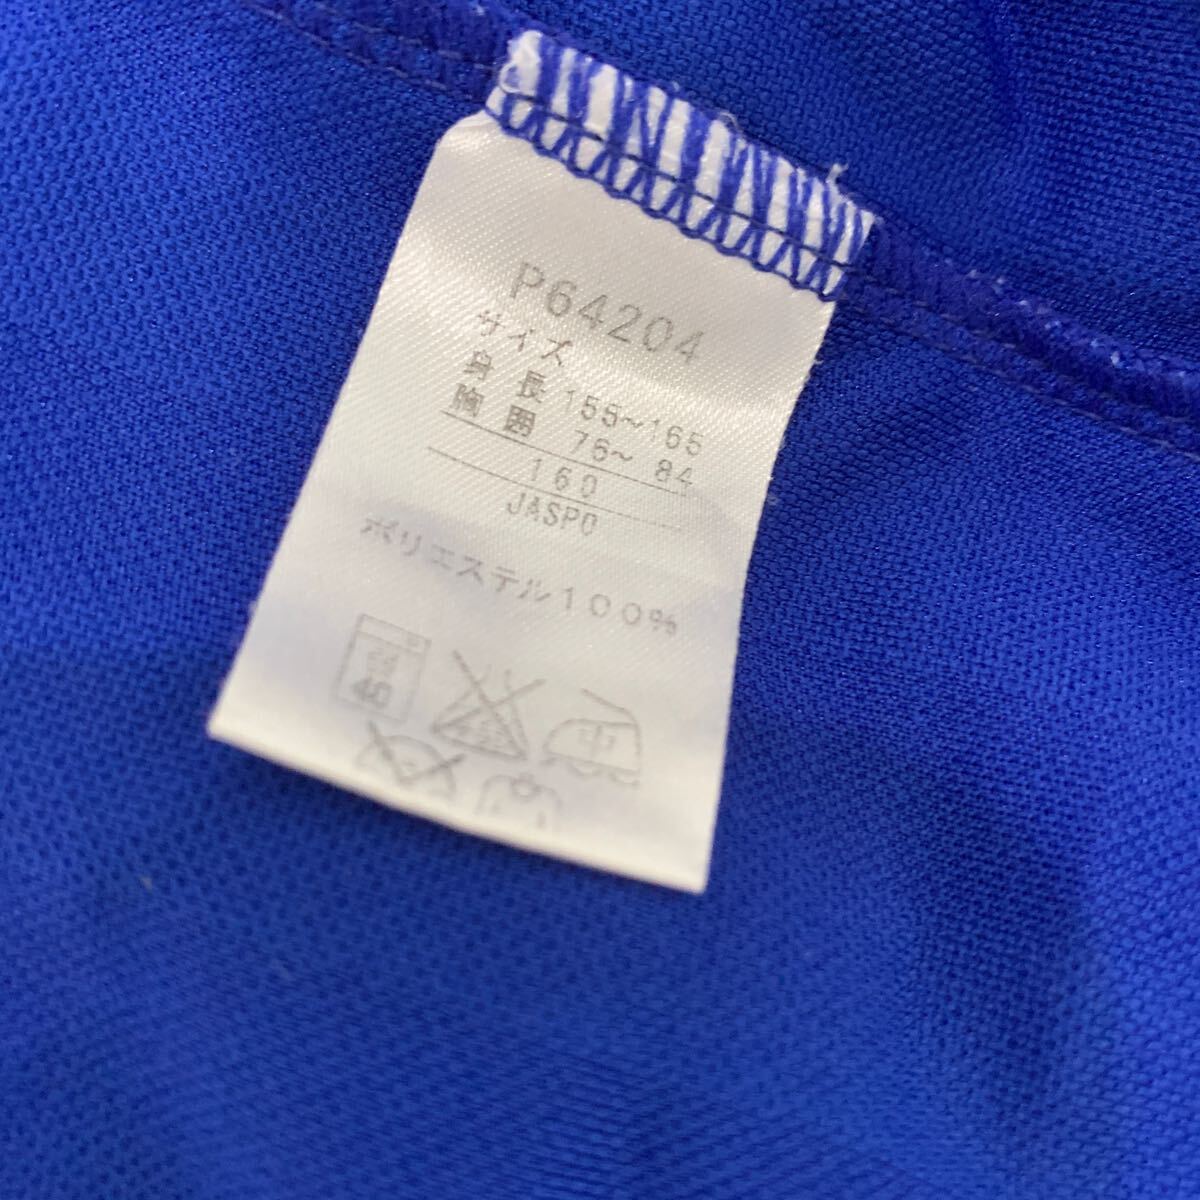 P64204
サイズ
身長 155~165
胸囲 76~ 84
160
JASPO
ポリエステル100%
40
中